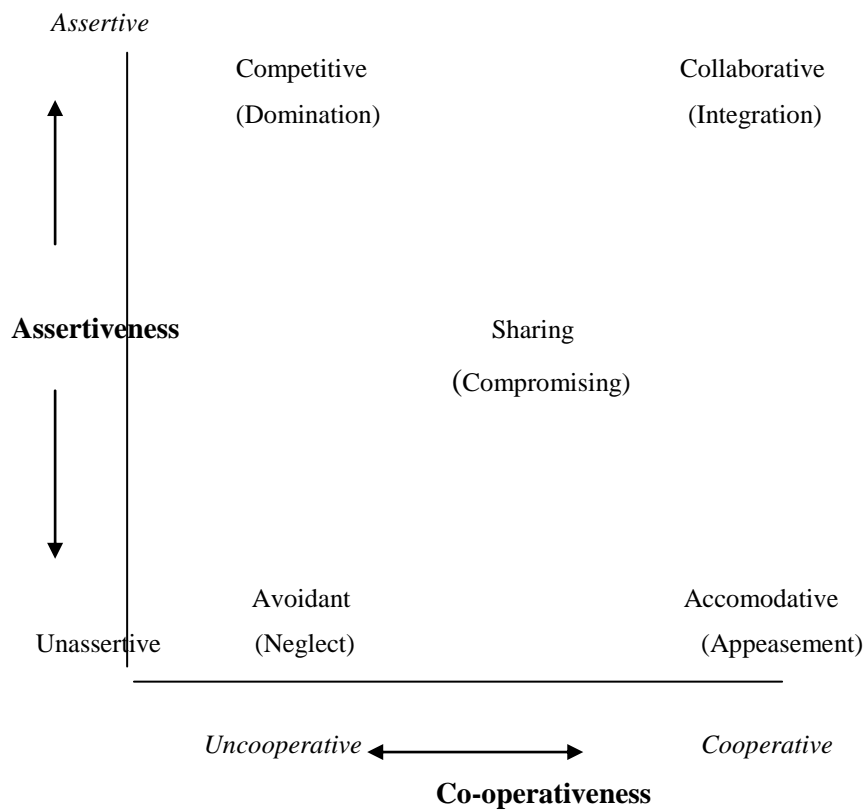 Assertive
Competitive Collaborative
(Domination) (Integration)
Assertiveness Sharing
(Compromising)
Avoidant Accomodative
Unassertive (Neglect) (Appeasement)
Uncooperative Cooperative
Co-operativeness